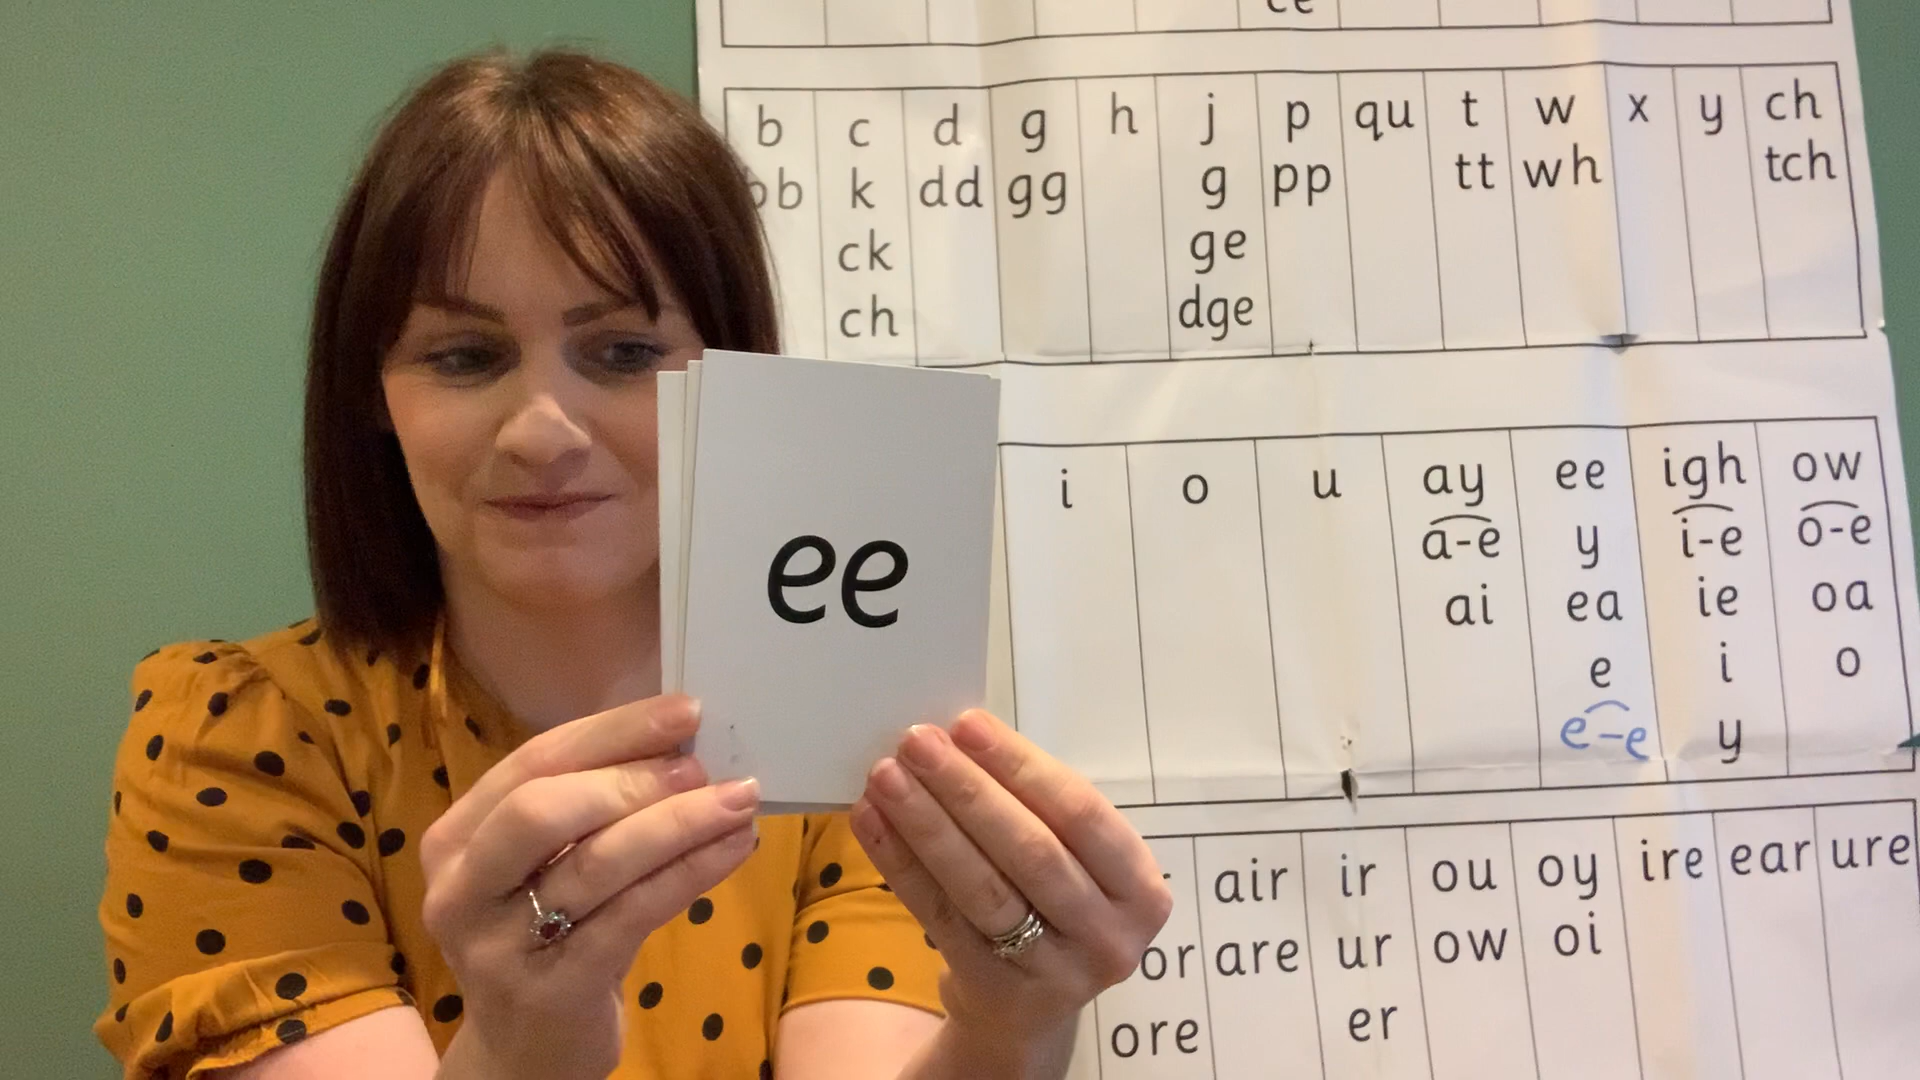 ce
b c d g h j p qu t w x y ch
bb k dd gg g pp tt wh tch
ck ge
ch dge
ee
i o u ay ee igh ow
a-e y i-e o-e
ai ea ie oa
e i o
e-e y
air ir ou oy ire ear ure
or are ur ow oi
ore er